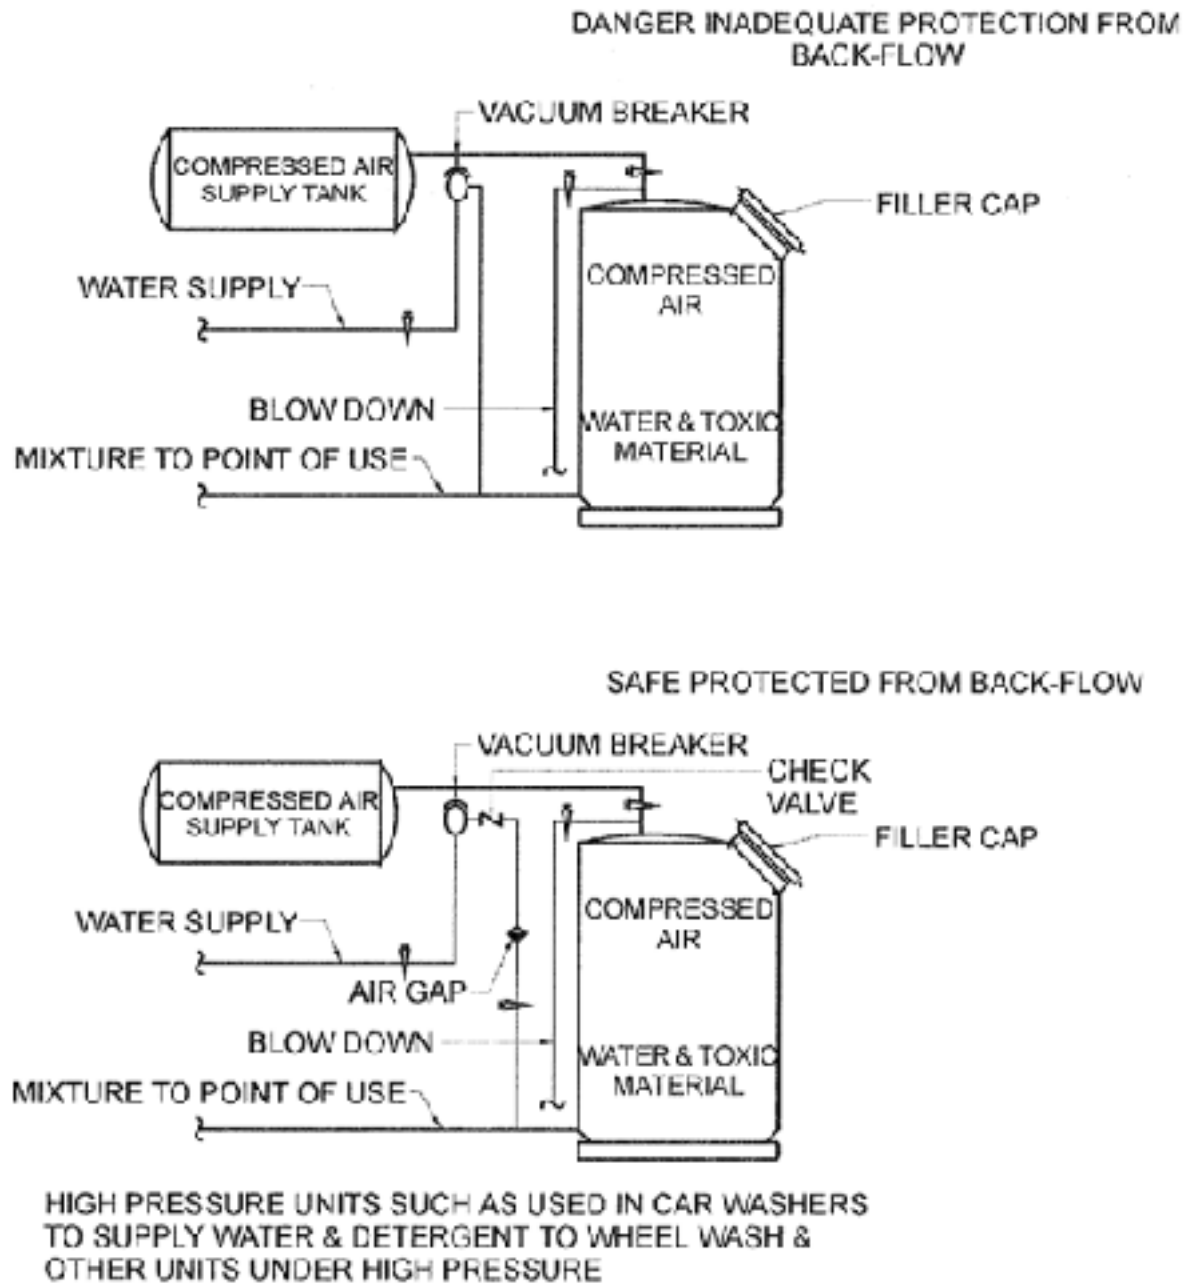 DANGER INADEQUATE PROTECTION FROM
BACK-FLOW
VACUUM BREAKER
COMPRESSED AIR
SUPPLY TANK
FILLER CAP
COMPRESSED
AIR
WATER SUPPLY
BLOW DOWN
WATER & TOXIC
MATERIAL
MIXTURE TO POINT OF USE
SAFE PROTECTED FROM BACK-FLOW
VACUUM BREAKER
CHECK
VALVE
COMPRESSED AIR
SUPPLY TANK
FILLER CAP
COMPRESSED
AIR
WATER SUPPLY
AIR GAP
BLOW DOWN
WATER & TOXIC
MATERIAL
MIXTURE TO POINT OF USE
HIGH PRESSURE UNITS SUCH AS USED IN CAR WASHERS
TO SUPPLY WATER & DETERGENT TO WHEEL WASH &
OTHER UNITS UNDER HIGH PRESSURE